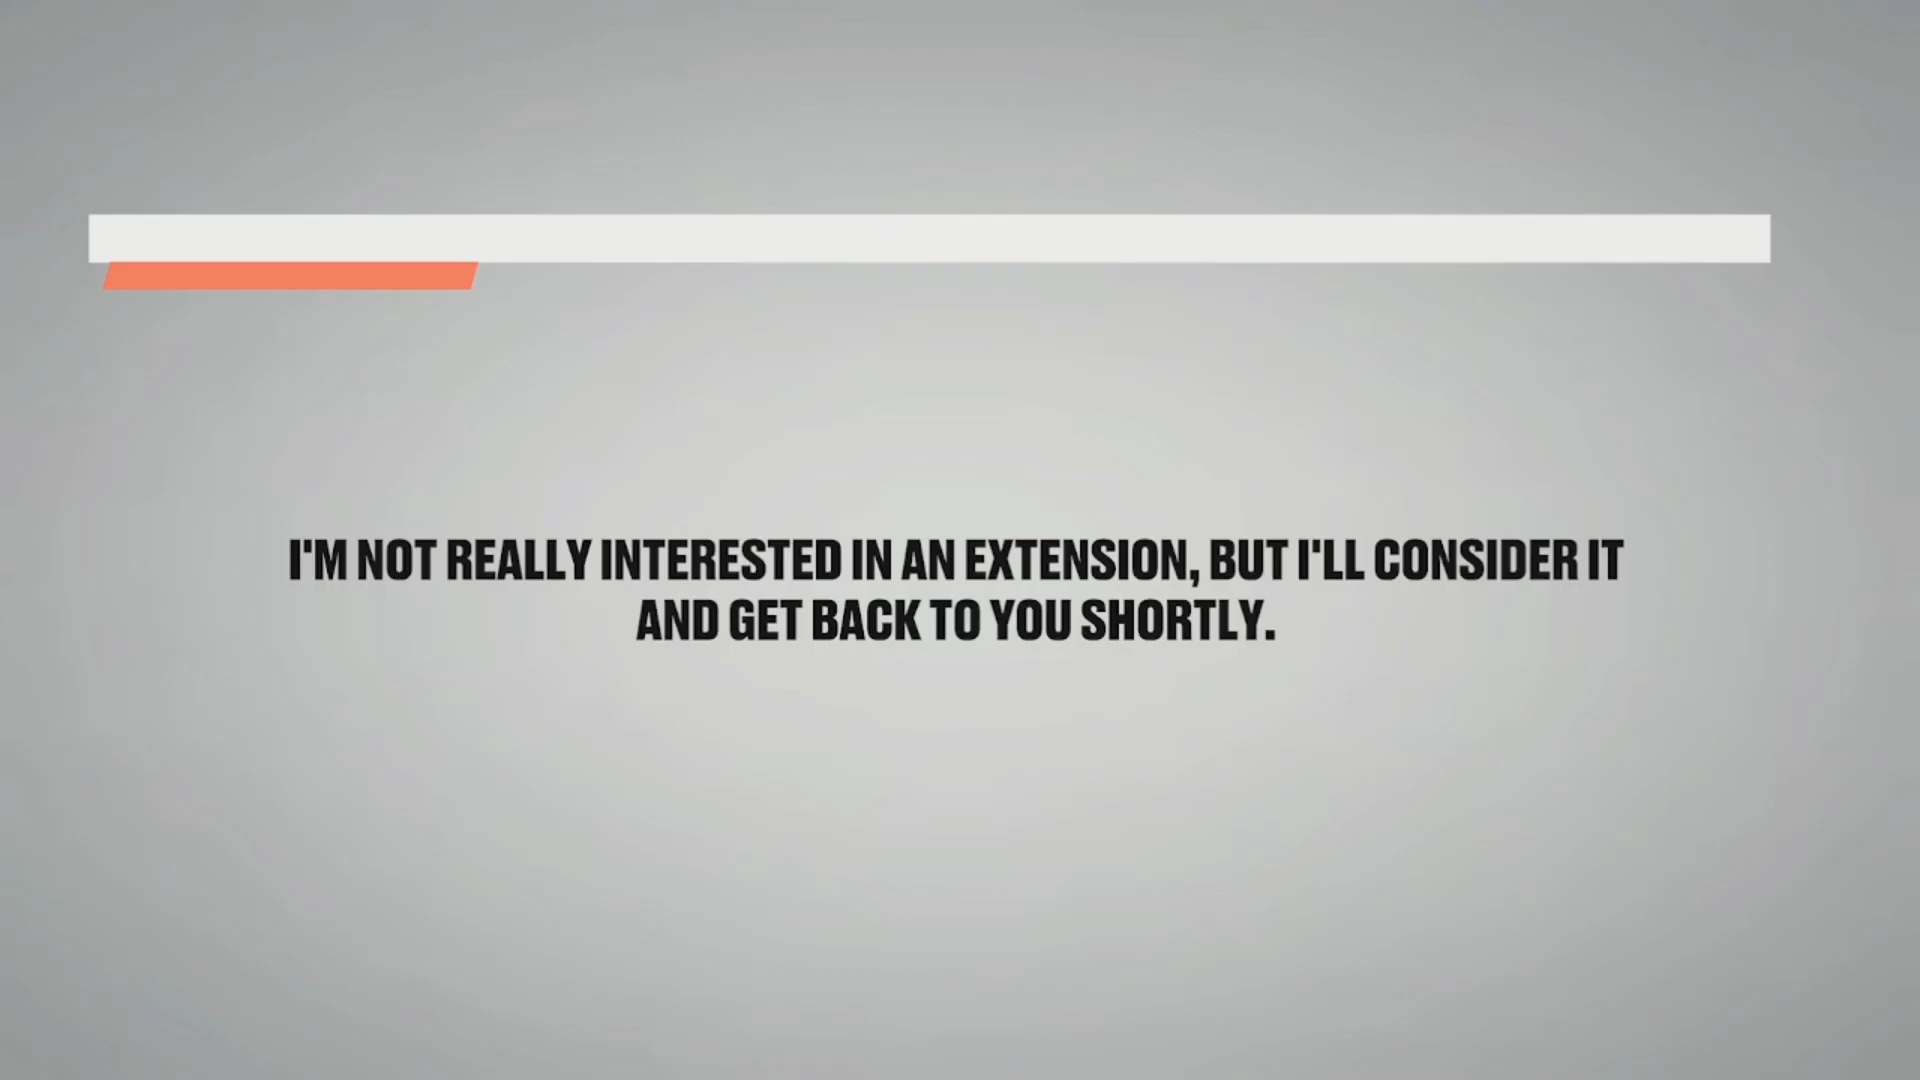 I'M NOT REALLY INTERESTED IN AN EXTENSION, BUT I'LL CONSIDER IT
AND GET BACK TO YOU SHORTLY.